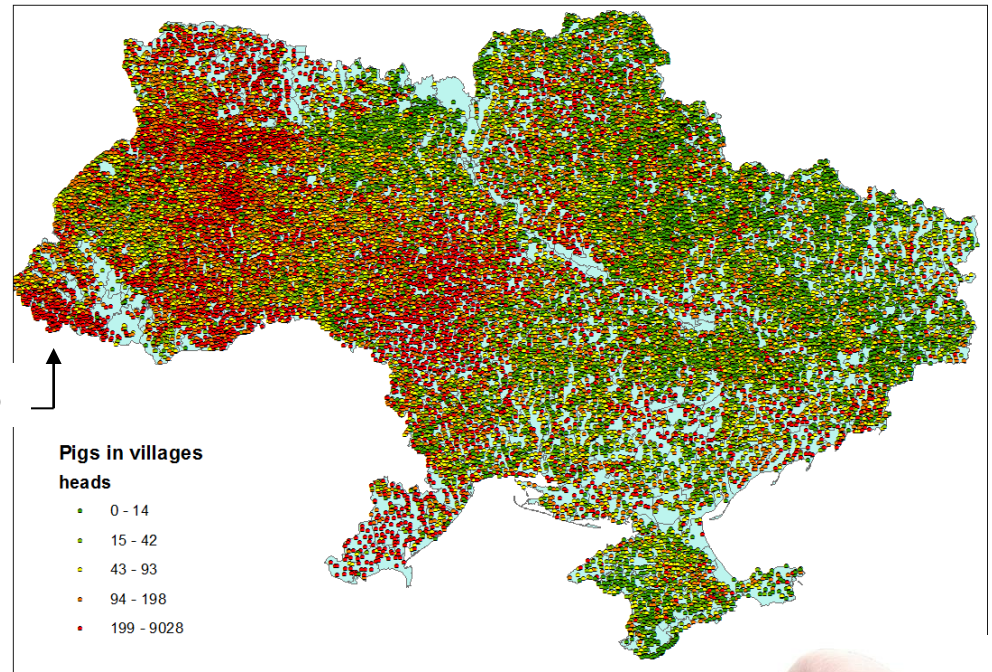 Pigs in villages
heads
0 - 14
15 - 42
43 - 93
94 - 198
199 - 9028